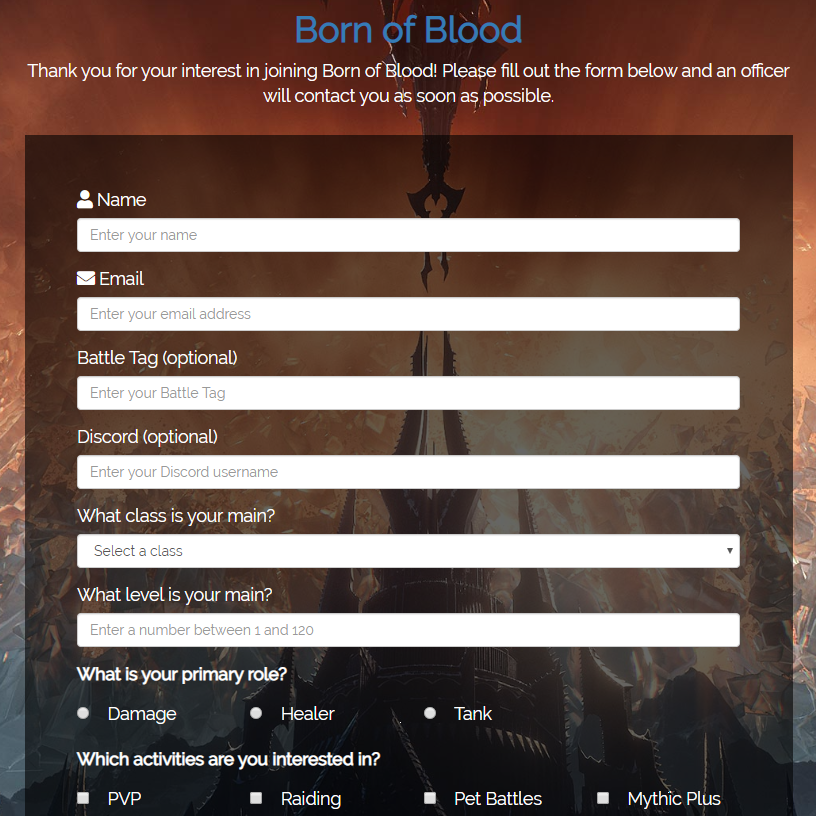 Born of Blood
Thank you for your interest in joining Born of Blood! Please fill out the form below and an officer
will contact you as soon as possible.
Name
Enter your name
Email
Enter your email address
Battle Tag (optional)
Enter your Battle Tag
Discord (optional)
Enter your Discord username
What class is your main?
Select a class
What level is your main?
Enter a number between 1 and 120
What is your primary role?
Damage Healer Tank
Which activities are you interested in?
PVP Raiding Pet Battles Mythic Plus